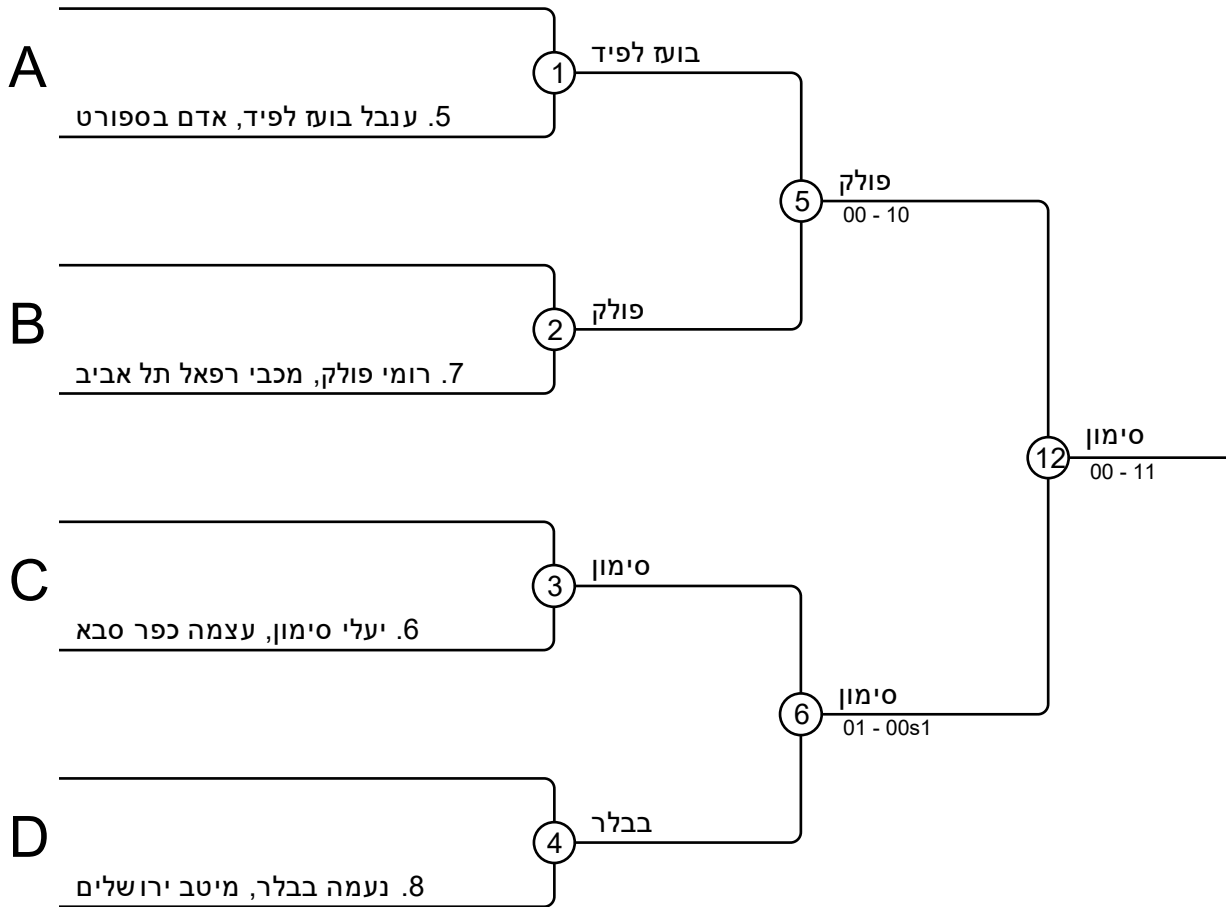 A
1
בועז לפיד
5. ענבל בועז לפיד, אדם בספורט
5
פולק
00 - 10
B
2
פולק
7. רומי פולק, מכבי רפאל תל אביב
12
סימון
00 - 11
C
3
סימון
6. יעלי סימון, עצמה כפר סבא
6
סימון
01 - 00s1
D
4
בבלר
8. נעמה בבלר, מיטב ירושלים